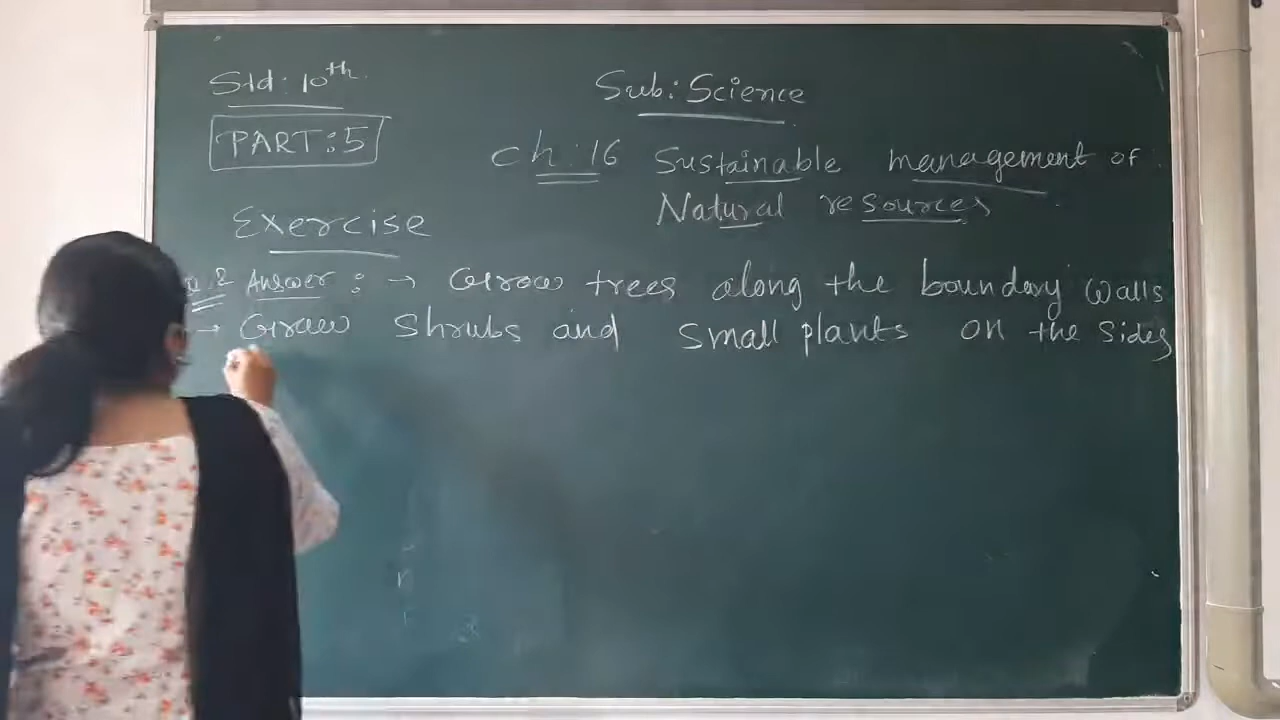 Std: 10th.
Sub: Science
PART: 5
Ch: 16 Sustainable management of
Natural resources
Exercise
2 Answer : → Grow trees along the boundary walls
→ Grow Shrubs and Small plants on the Sides